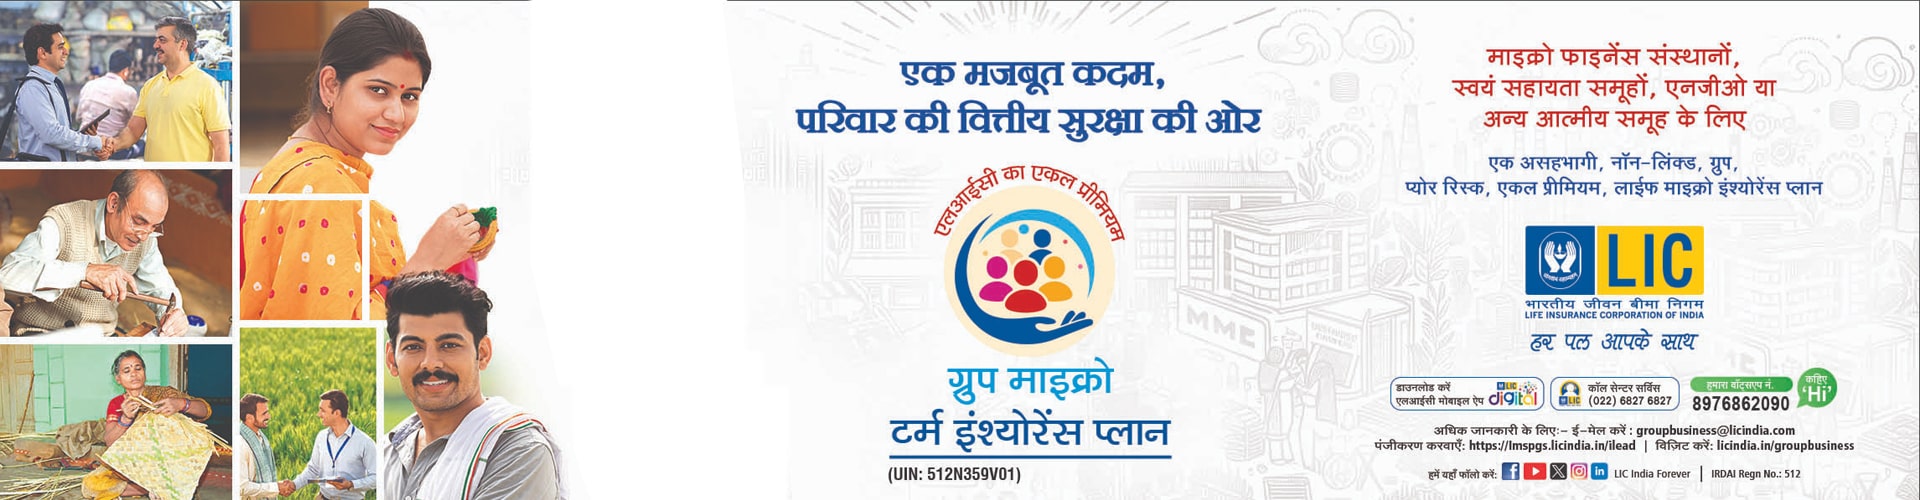 एक मजबूत कदम,
परिवार की वित्तीय सुरक्षा की ओर
एलआईसी का एकल प्रीमियम
ग्रुप माइक्रो
टर्म इंश्योरेंस प्लान
(UIN: 512N359V01)
माइक्रो फाइनेंस संस्थानों,
स्वयं सहायता समूहों, एनजीओ या
अन्य आत्मीय समूह के लिए
एक असहभागी, नॉन-लिंक्ड, ग्रुप,
प्योर रिस्क, एकल प्रीमियम, लाईफ माइक्रो इंश्योरेंस प्लान
LIC
भारतीय जीवन बीमा निगम
LIFE INSURANCE CORPORATION OF INDIA
हर पल आपके साथ
डाउनलोड करें
एलआईसी मोबाइल ऐप
LIC
digital
LIC
कॉल सेन्टर सर्विस
(022) 6827 6827
हमारा वॉट्सएप नं.
8976862090
कहिए
'Hi'
अधिक जानकारी के लिए:- ई-मेल करें : groupbusiness@licindia.com
पंजीकरण करवाएँ: https://lmspgs.licindia.in/ilead | विज़िट करें: licindia.in/groupbusiness
हमें यहाँ फॉलो करें: LIC India Forever | IRDAI Regn No.: 512
MME